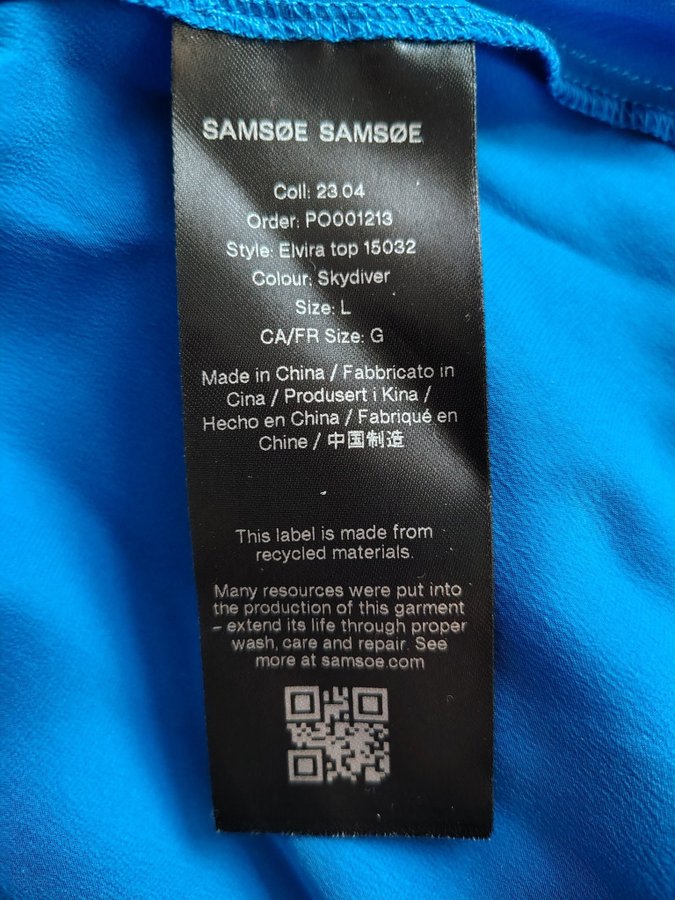 SAMSØE SAMSØE
Coll: 23.04
Order: PO001213
Style: Elvira top 15032
Colour: Skydiver
Size: L
CA/FR Size: G
Made in China / Fabbricato in
Cina / Produsert i Kina /
Hecho en China / Fabriqué en
Chine / 中国制造
This label is made from
recycled materials.
Many resources were put into
the production of this garment
– extend its life through proper
wash, care and repair. See
more at samsoe.com